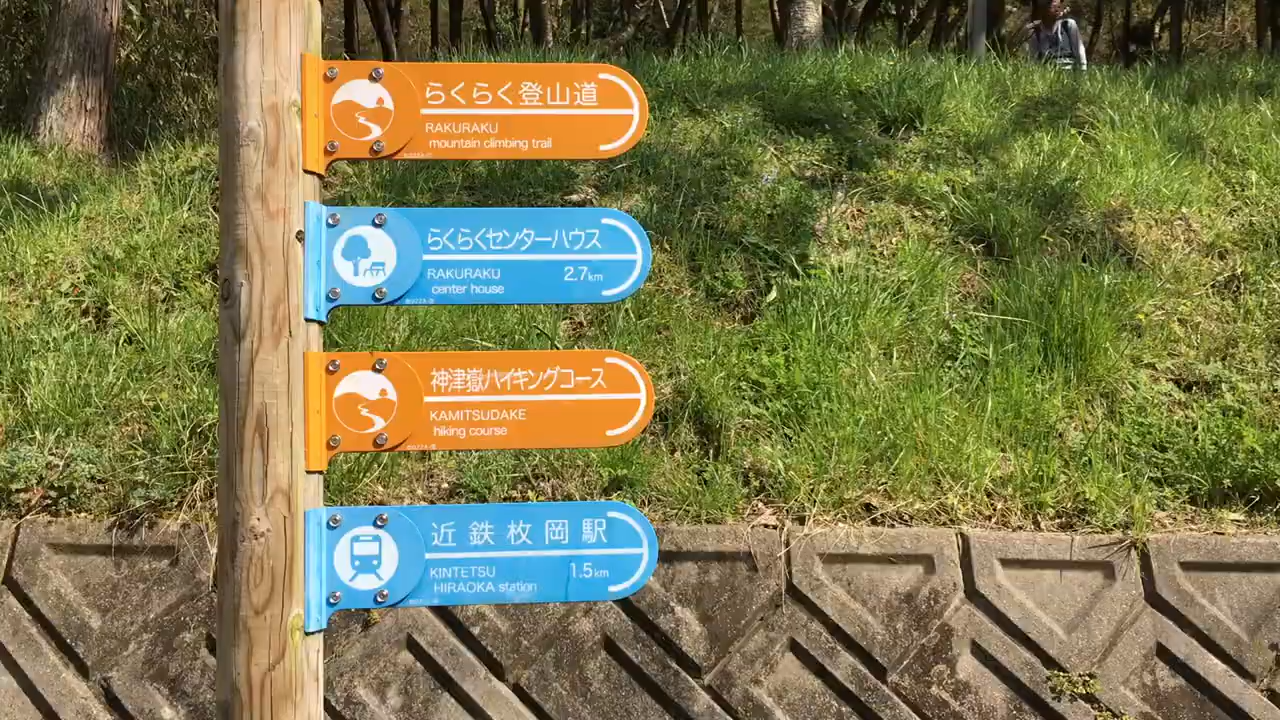 らくらく登山道
RAKURAKU
mountain climbing trail
らくらくセンターハウス
RAKURAKU 2.7km
center house
神津嶽ハイキングコース
KAMITSUDAKE
hiking course
近鉄枚岡駅
KINTETSU 1.5km
HIRAOKA station